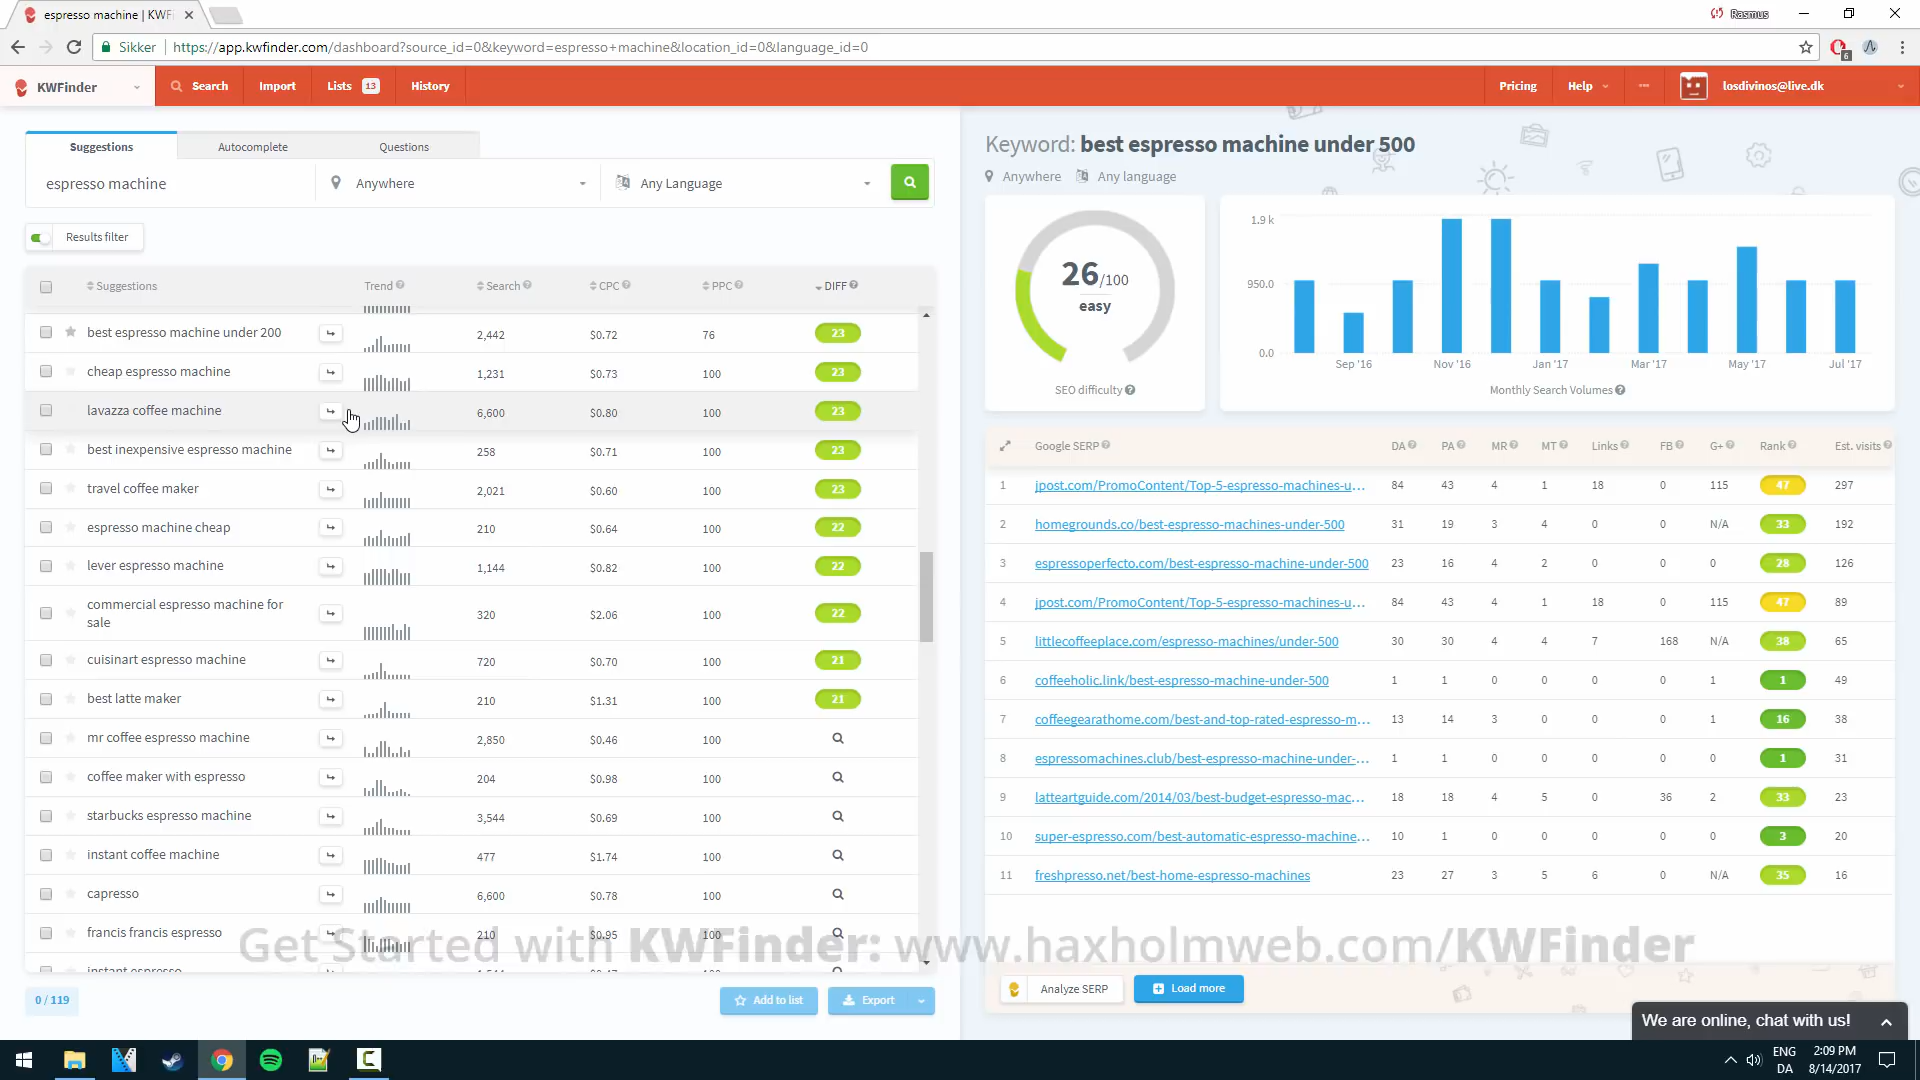 espresso machine | KWFi
Rasmus
Sikker
https://app.kwfinder.com/dashboard?source_id=0&keyword=espresso+machine&location_id=0&language_id=0
6
KWFinder
Search
Import
Lists 13
History
Pricing
Help
losdivinos@live.dk
Suggestions
Autocomplete
Questions
espresso machine
Anywhere
Any Language
Results filter
Suggestions Trend Search CPC PPC DIFF
best espresso machine under 200 2,442 $0.72 76 23
cheap espresso machine 1,231 $0.73 100 23
lavazza coffee machine 6,600 $0.80 100 23
best inexpensive espresso machine 258 $0.71 100 23
travel coffee maker 2,021 $0.60 100 23
espresso machine cheap 210 $0.64 100 22
lever espresso machine 1,144 $0.82 100 22
commercial espresso machine for
sale 320 $2.06 100 22
cuisinart espresso machine 720 $0.70 100 21
best latte maker 210 $1.31 100 21
mr coffee espresso machine 2,850 $0.46 100
coffee maker with espresso 204 $0.98 100
starbucks espresso machine 3,544 $0.69 100
instant coffee machine 477 $1.74 100
capresso 6,600 $0.78 100
francis francis espresso 210 $0.95 100
instant espresso
0 / 119
Add to list
Export
Keyword: best espresso machine under 500
Anywhere Any language
26/100
easy
SEO difficulty
1.9 k
950.0
0.0
Sep '16 Nov '16 Jan '17 Mar '17 May '17 Jul '17
Monthly Search Volumes
Google SERP DA PA MR MT Links FB G+ Rank Est. visits
1 jpost.com/PromoContent/Top-5-espresso-machines-u... 84 43 4 1 18 0 115 47 297
2 homegrounds.co/best-espresso-machines-under-500 31 19 3 4 0 0 N/A 33 192
3 espressoperfecto.com/best-espresso-machine-under-500 23 16 4 2 0 0 0 28 126
4 jpost.com/PromoContent/Top-5-espresso-machines-u... 84 43 4 1 18 0 115 47 89
5 littlecoffeeplace.com/espresso-machines/under-500 30 30 4 4 7 168 N/A 38 65
6 coffeeholic.link/best-espresso-machine-under-500 1 1 0 0 0 0 1 1 49
7 coffeegearathome.com/best-and-top-rated-espresso-m... 13 14 3 0 0 0 1 16 38
8 espressomachines.club/best-espresso-machine-under-... 1 1 0 0 0 0 0 1 31
9 latteartguide.com/2014/03/best-budget-espresso-mac... 18 18 4 5 0 36 2 33 23
10 super-espresso.com/best-automatic-espresso-machine... 10 1 0 0 0 0 0 3 20
11 freshpresso.net/best-home-espresso-machines 23 27 3 5 6 0 N/A 35 16
Get Started with KWFinder: www.haxholmweb.com/KWFinder
Analyze SERP
Load more
We are online, chat with us!
ENG
DA
2:09 PM
8/14/2017